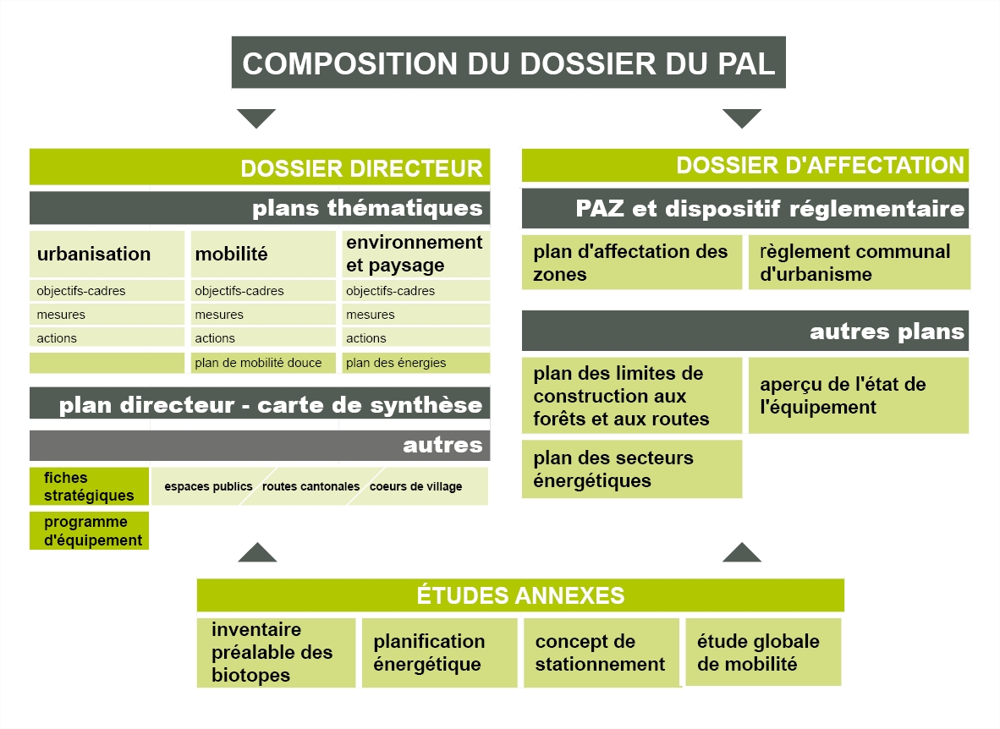 COMPOSITION DU DOSSIER DU PAL
DOSSIER DIRECTEUR
plans thématiques
urbanisation
objectifs-cadres
mesures
actions
mobilité
objectifs-cadres
mesures
actions
plan de mobilité douce
environnement
et paysage
objectifs-cadres
mesures
actions
plan des énergies
plan directeur - carte de synthèse
autres
fiches
stratégiques
espaces publics
routes cantonales
coeurs de village
programme
d'équipement
DOSSIER D'AFFECTATION
PAZ et dispositif réglementaire
plan d'affectation des
zones
règlement communal
d'urbanisme
autres plans
plan des limites de
construction aux
forêts et aux routes
aperçu de l'état de
l'équipement
plan des secteurs
énergétiques
ÉTUDES ANNEXES
inventaire
préalable des
biotopes
planification
énergétique
concept de
stationnement
étude globale
de mobilité